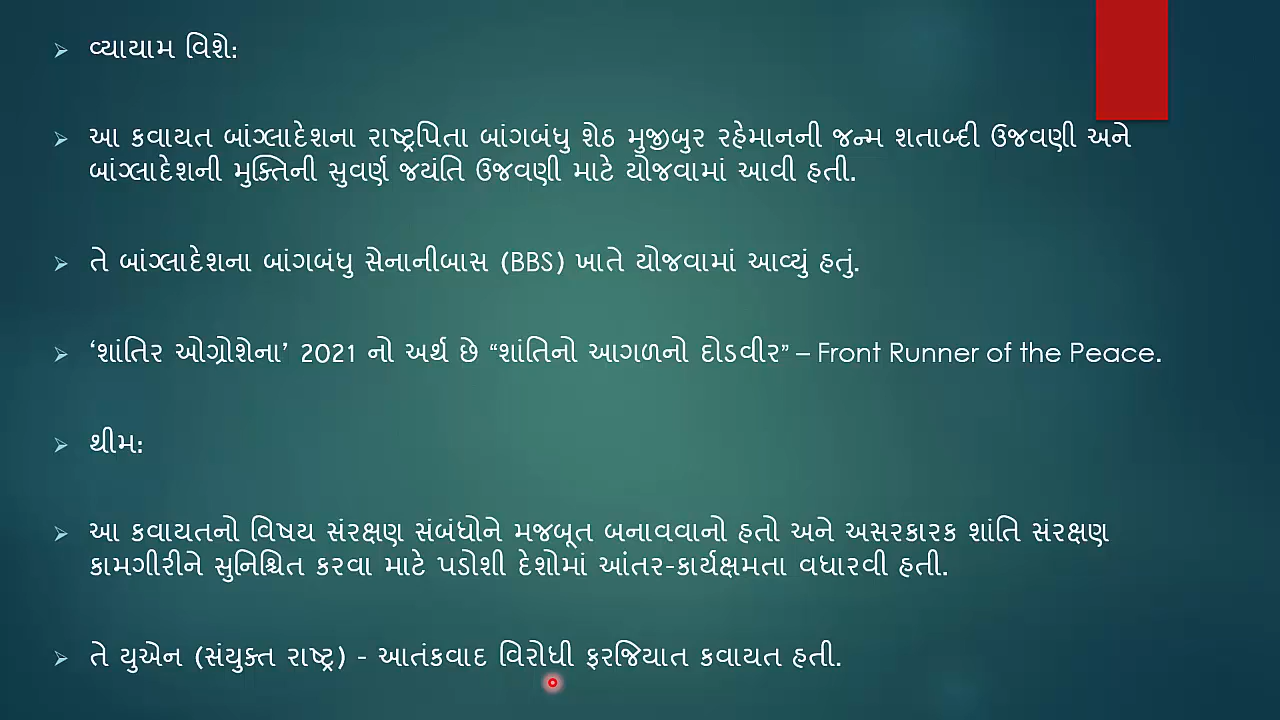 વ્યાયામ વિશે:
આ કવાયત બાંગ્લાદેશના રાષ્ટ્રપિતા બાંગબંધુ શેઠ મુજીબુર રહેમાનની જન્મ શતાબ્દી ઉજવણી અને
બાંગ્લાદેશની મુક્તિની સુવર્ણ જયંતિ ઉજવણી માટે યોજવામાં આવી હતી.
તે બાંગ્લાદેશના બાંગબંધુ સેનાનીબાસ (BBS) ખાતે યોજવામાં આવ્યું હતું.
‘શાંતિર ઓગ્રોશેના’ 2021 નો અર્થ છે “શાંતિનો આગળનો દોડવીર” – Front Runner of the Peace.
થીમ:
આ કવાયતનો વિષય સંરક્ષણ સંબંધોને મજબૂત બનાવવાનો હતો અને અસરકારક શાંતિ સંરક્ષણ
કામગીરીને સુનિશ્ચિત કરવા માટે પડોશી દેશોમાં આંતર-કાર્યક્ષમતા વધારવી હતી.
તે યુએન (સંયુક્ત રાષ્ટ્ર) - આતંકવાદ વિરોધી ફરજિયાત કવાયત હતી.